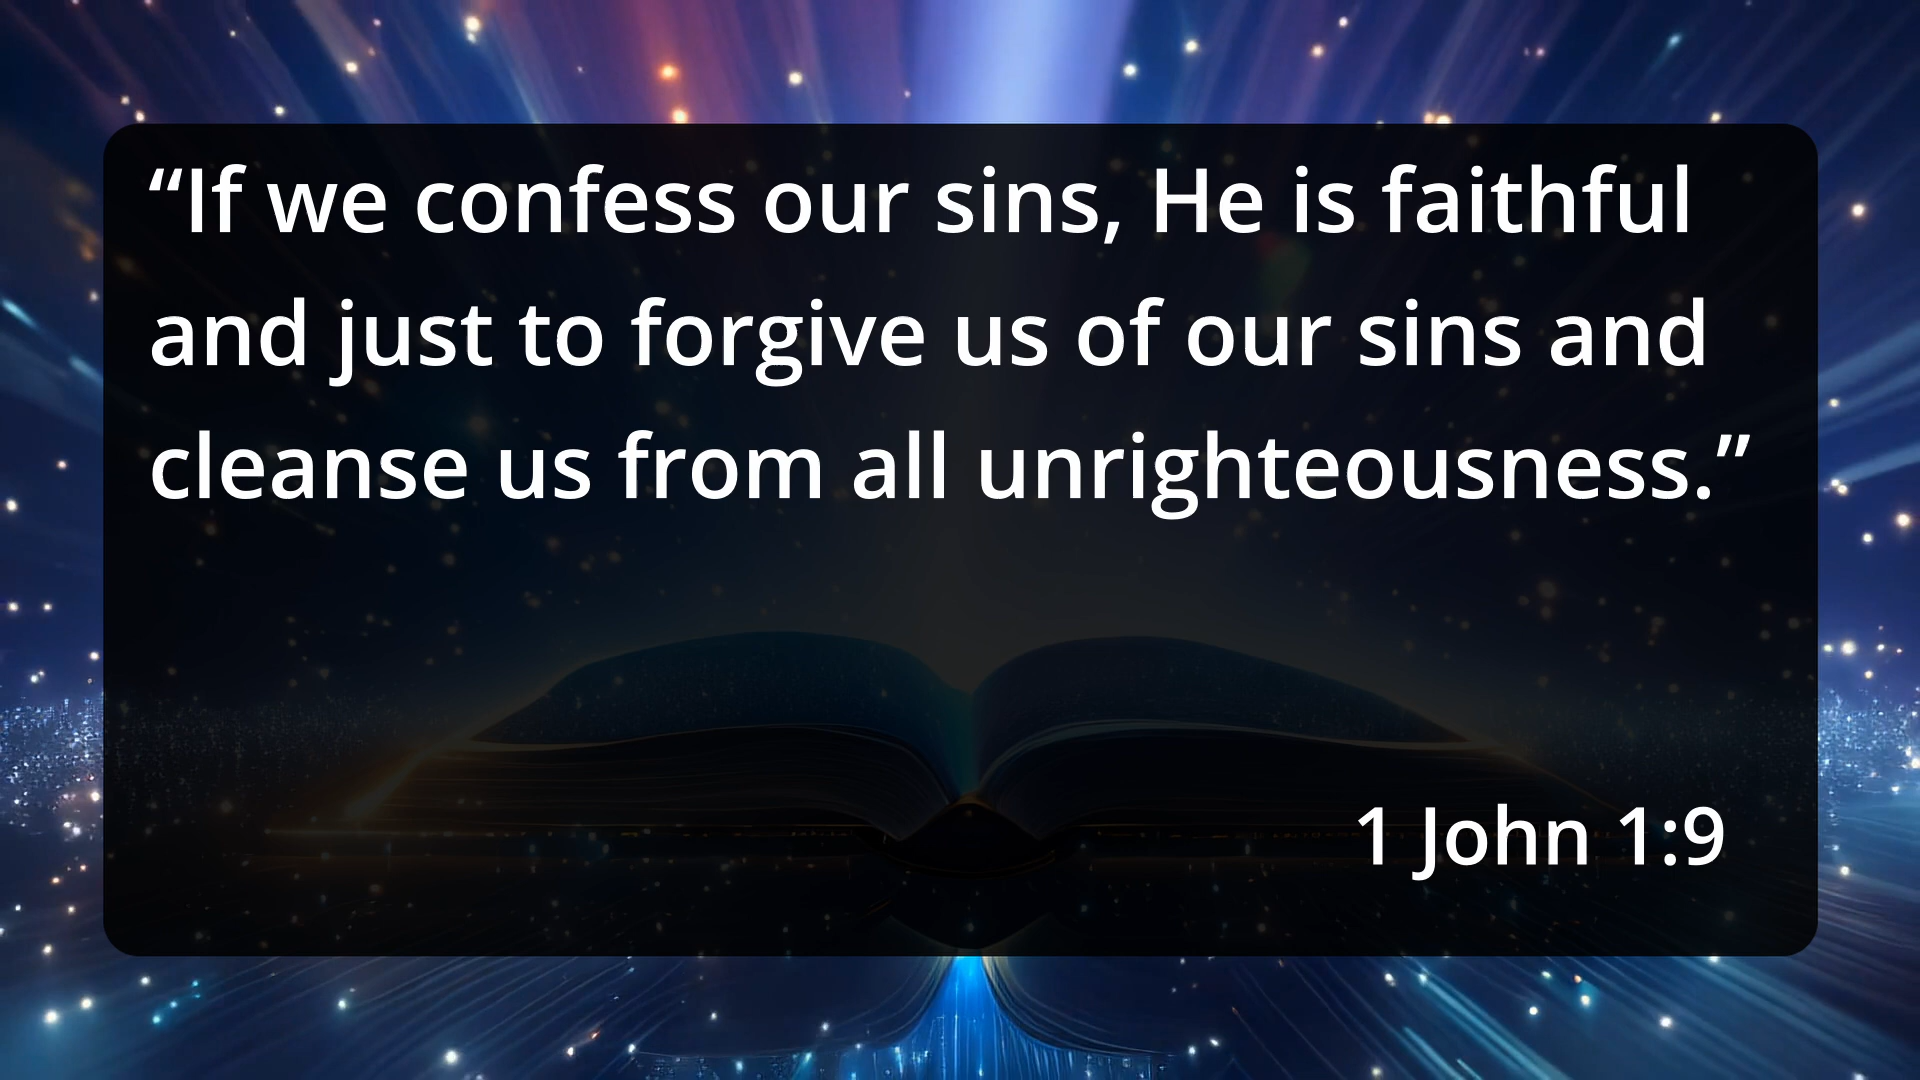 “If we confess our sins, He is faithful
and just to forgive us of our sins and
cleanse us from all unrighteousness.”
1 John 1:9